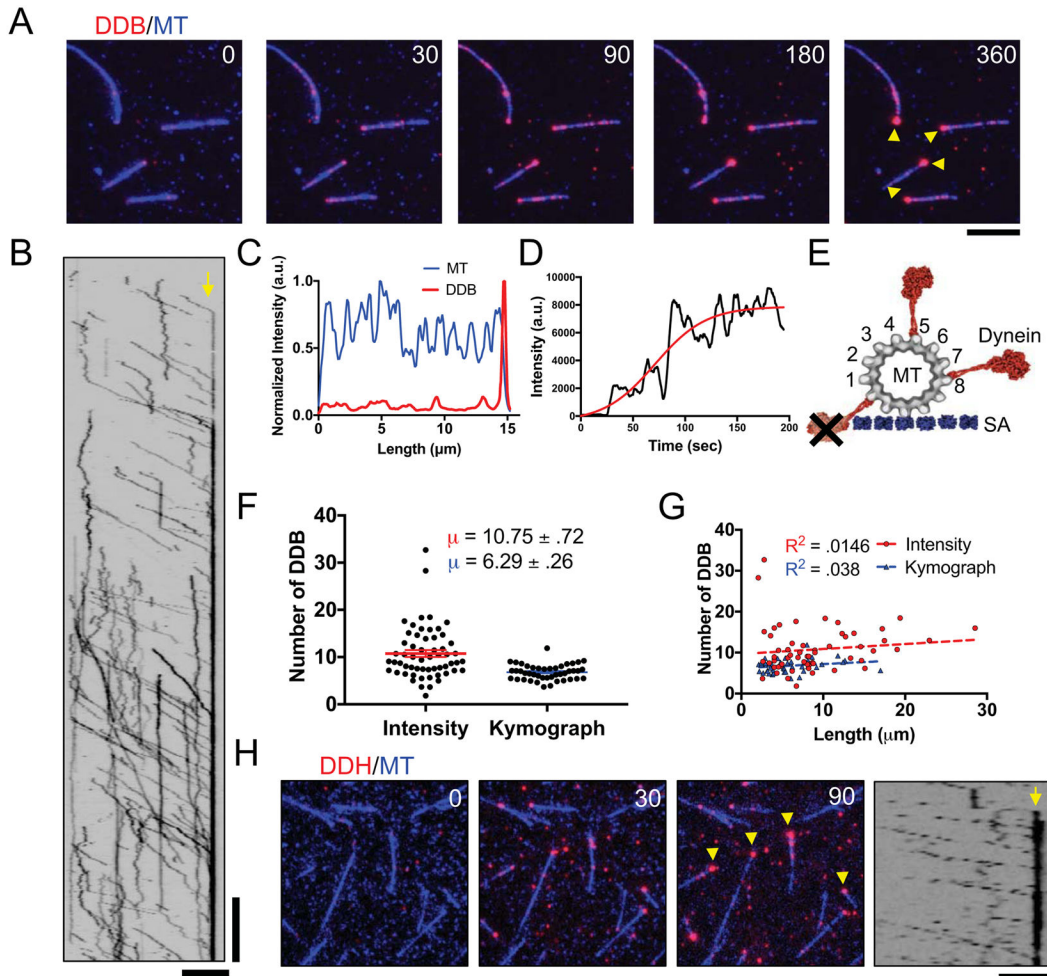 A
DDB/MT
0
30
90
180
360
B
C
Normalized Intensity (a.u.)
1.0
0.5
0.0
0
5
10
15
Length (µm)
MT
DDB
D
Intensity (a.u.)
10000
8000
6000
4000
2000
0
0
50
100
150
200
Time (sec)
E
1
2
3
4
5
6
7
8
MT
Dynein
SA
F
Number of DDB
40
30
20
10
0
µ = 10.75 ± .72
µ = 6.29 ± .26
Intensity
Kymograph
G
Number of DDB
40
30
20
10
0
R² = .0146
Intensity
R² = .038
Kymograph
0
10
20
30
Length (µm)
H
DDH/MT
0
30
90